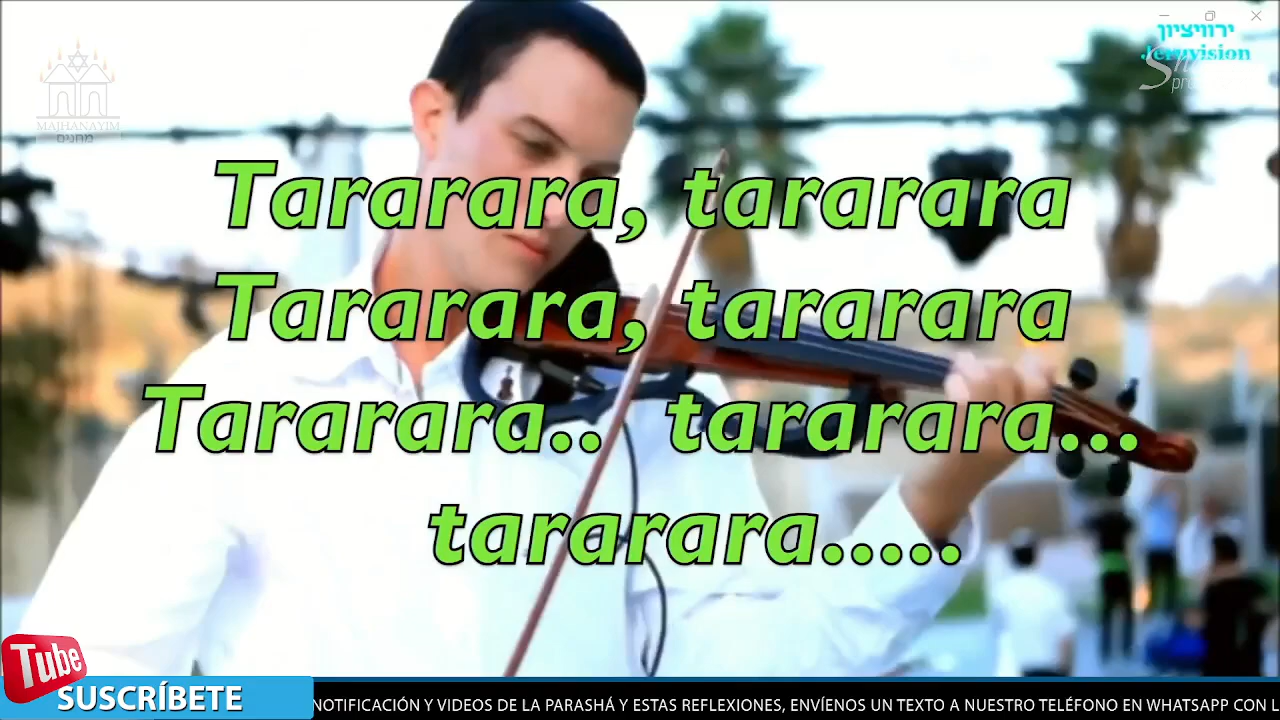 ירוויציון
Jeruvision
MAJHANAYIM
מחנים
Tararara, tararara
Tararara, tararara
Tararara.. tararara...
tararara.....
Tube
SUSCRÍBETE
NOTIFICACIÓN Y VIDEOS DE LA PARASHÁ Y ESTAS REFLEXIONES, ENVÍENOS UN TEXTO A NUESTRO TELÉFONO EN WHATSAPP CON